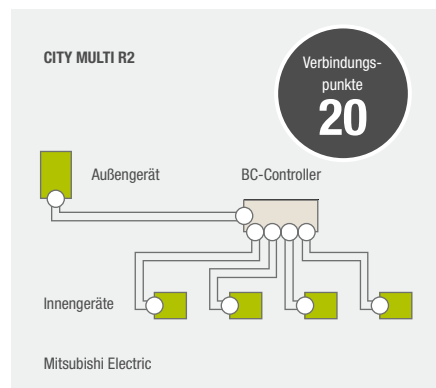 CITY MULTI R2
Verbindungs-
punkte
20
Außengerät
BC-Controller
Innengeräte
Mitsubishi Electric